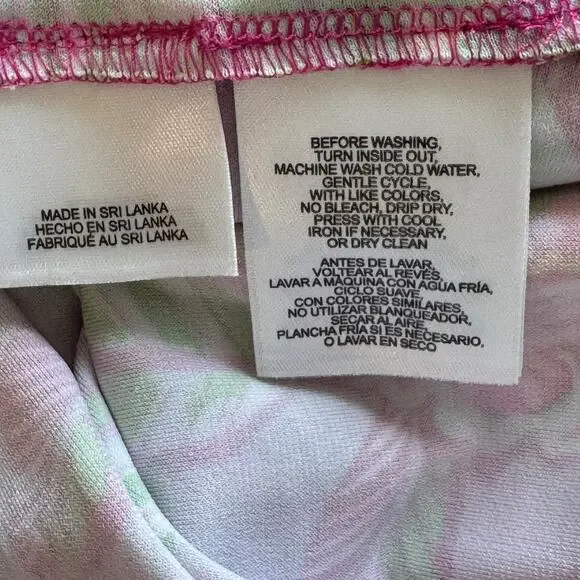 MADE IN SRI LANKA
HECHO EN SRI LANKA
FABRIQUÉ AU SRI LANKA
BEFORE WASHING,
TURN INSIDE OUT,
MACHINE WASH COLD WATER,
GENTLE CYCLE,
WITH LIKE COLORS,
NO BLEACH, DRIP DRY,
PRESS WITH COOL
IRON IF NECESSARY,
OR DRY CLEAN
ANTES DE LAVAR,
VOLTEAR AL REVÉS,
LAVAR A MAQUINA CON AGUA FRÍA,
CICLO SUAVE,
CON COLORES SIMILARES,
NO UTILIZAR BLANQUEADOR,
SECAR AL AIRE,
PLANCHA FRÍA SI ES NECESARIO,
O LAVAR EN SECO